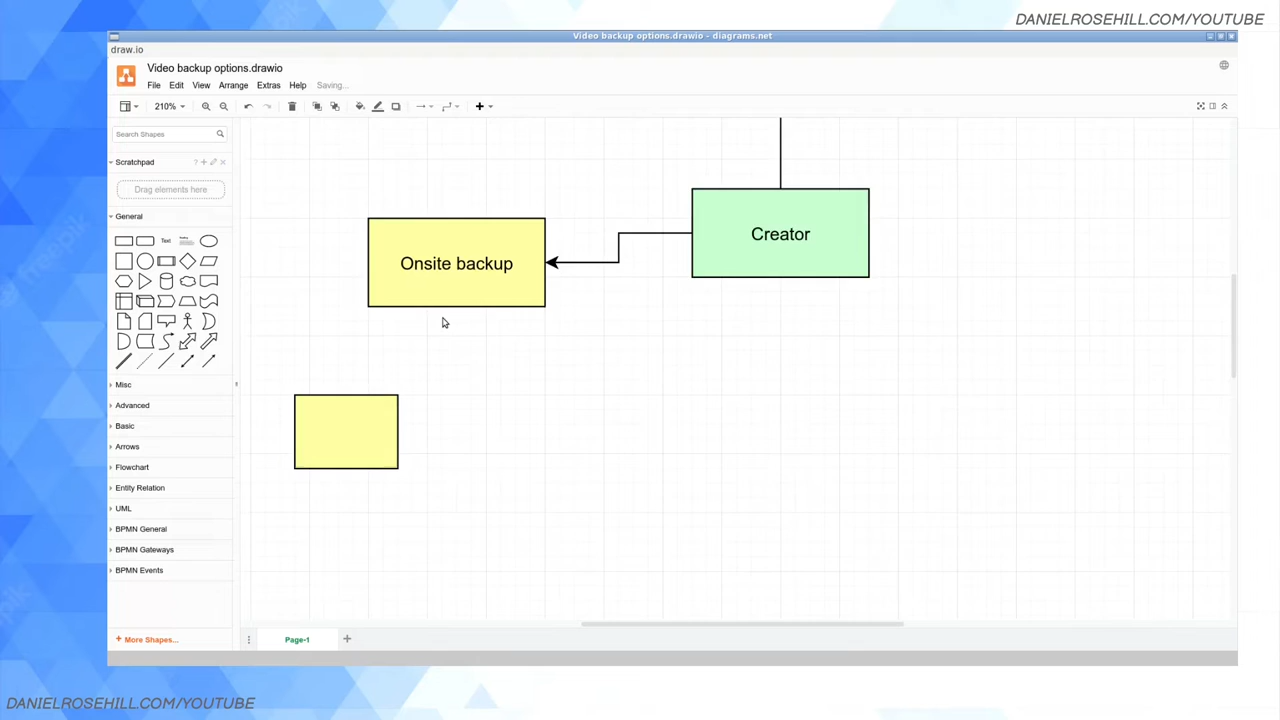 DANIELROSEHILL.COM/YOUTUBE
Video backup options.drawio - diagrams.net
draw.io
Video backup options.drawio
File Edit View Arrange Extras Help Saving...
210%
Search Shapes
Scratchpad
Drag elements here
General
Text
Misc
Advanced
Basic
Arrows
Flowchart
Entity Relation
UML
BPMN General
BPMN Gateways
BPMN Events
+ More Shapes...
Creator
Onsite backup
Page-1
DANIELROSEHILL.COM/YOUTUBE